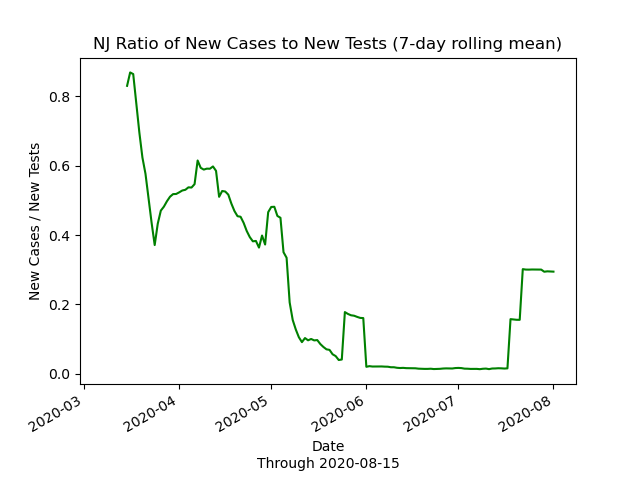 NJ Ratio of New Cases to New Tests (7-day rolling mean)
New Cases / New Tests
0.8
0.6
0.4
0.2
0.0
2020-03
2020-04
2020-05
2020-06
2020-07
2020-08
Date
Through 2020-08-15